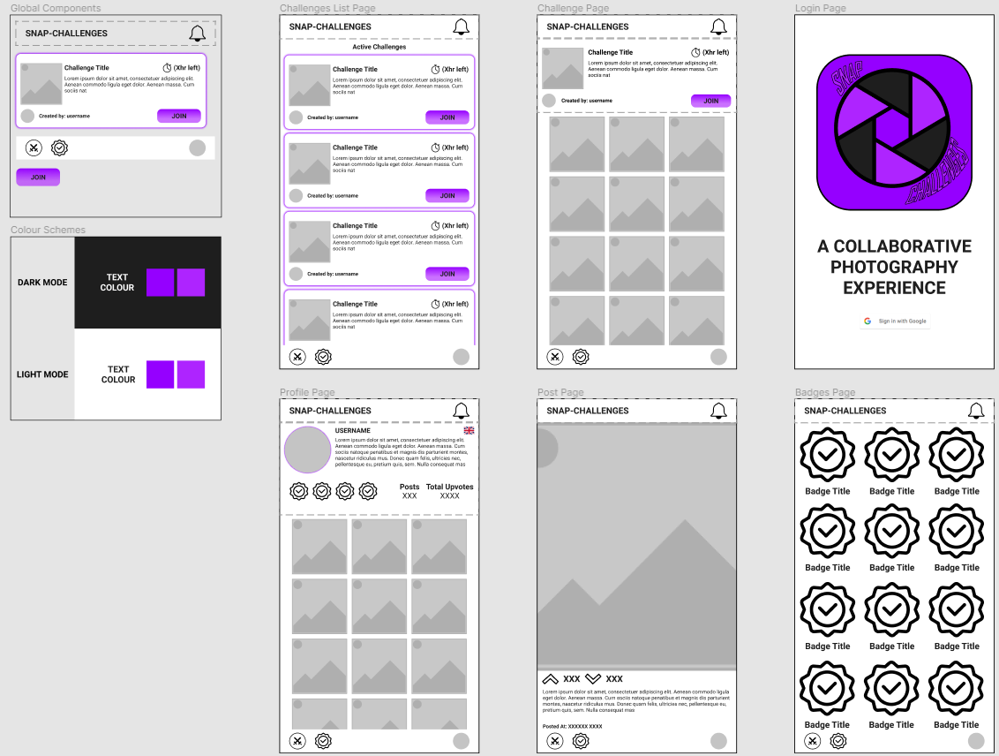 Global Components
SNAP-CHALLENGES
Challenge Title
(Xhr left)
Lorem ipsum dolor sit amet, consectetuer adipiscing elit.
Aenean commodo ligula eget dolor. Aenean massa. Cum
sociis nat
Created by: username
JOIN
JOIN
Colour Schemes
DARK MODE
TEXT
COLOUR
LIGHT MODE
TEXT
COLOUR
Challenges List Page
SNAP-CHALLENGES
Active Challenges
Challenge Title
(Xhr left)
Lorem ipsum dolor sit amet, consectetuer adipiscing elit.
Aenean commodo ligula eget dolor. Aenean massa. Cum
sociis nat
Created by: username
JOIN
Challenge Title
(Xhr left)
Lorem ipsum dolor sit amet, consectetuer adipiscing elit.
Aenean commodo ligula eget dolor. Aenean massa. Cum
sociis nat
Created by: username
JOIN
Challenge Title
(Xhr left)
Lorem ipsum dolor sit amet, consectetuer adipiscing elit.
Aenean commodo ligula eget dolor. Aenean massa. Cum
sociis nat
Created by: username
JOIN
Challenge Title
(Xhr left)
Lorem ipsum dolor sit amet, consectetuer adipiscing elit.
Aenean commodo ligula eget dolor. Aenean massa. Cum
sociis nat
Challenge Page
SNAP-CHALLENGES
Challenge Title
(Xhr left)
Lorem ipsum dolor sit amet, consectetuer adipiscing elit.
Aenean commodo ligula eget dolor. Aenean massa. Cum
sociis nat
Created by: username
JOIN
Login Page
SNAP
CHALLENGES
A COLLABORATIVE
PHOTOGRAPHY
EXPERIENCE
Sign in with Google
Profile Page
SNAP-CHALLENGES
USERNAME
Lorem ipsum dolor sit amet, consectetuer adipiscing elit.
Aenean commodo ligula eget dolor. Aenean massa. Cum
sociis natoque penatibus et magnis dis parturient montes,
nascetur ridiculus mus. Donec quam felis, ultricies nec,
pellentesque eu, pretium quis, sem. Nulla consequat mas
Posts
Total Upvotes
XXX
XXXX
Post Page
SNAP-CHALLENGES
XXX
XXX
Lorem ipsum dolor sit amet, consectetuer adipiscing elit. Aenean commodo ligula
eget dolor. Aenean massa. Cum sociis natoque penatibus et magnis dis parturient
montes, nascetur ridiculus mus. Donec quam felis, ultricies nec, pellentesque eu,
pretium quis, sem. Nulla consequat mas
Posted At: XXXXXX XXXX
Badges Page
SNAP-CHALLENGES
Badge Title
Badge Title
Badge Title
Badge Title
Badge Title
Badge Title
Badge Title
Badge Title
Badge Title
Badge Title
Badge Title
Badge Title